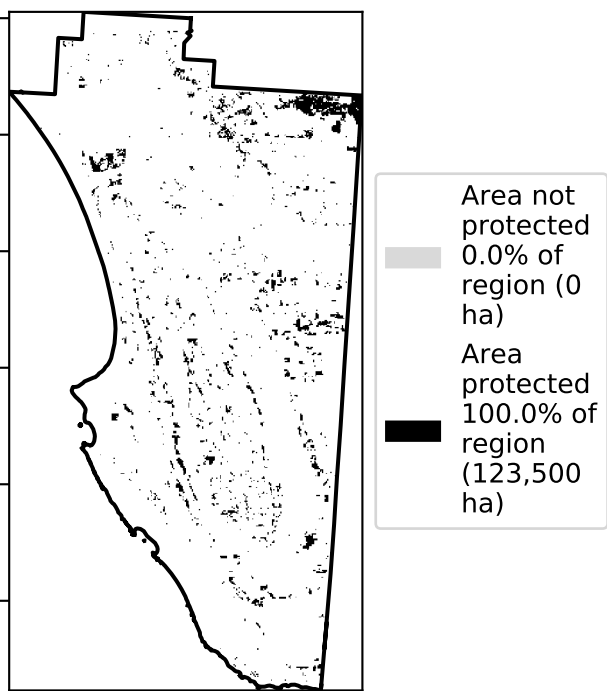 Area not
protected
0.0% of
region (0
ha)
Area
protected
100.0% of
region
(123,500
ha)